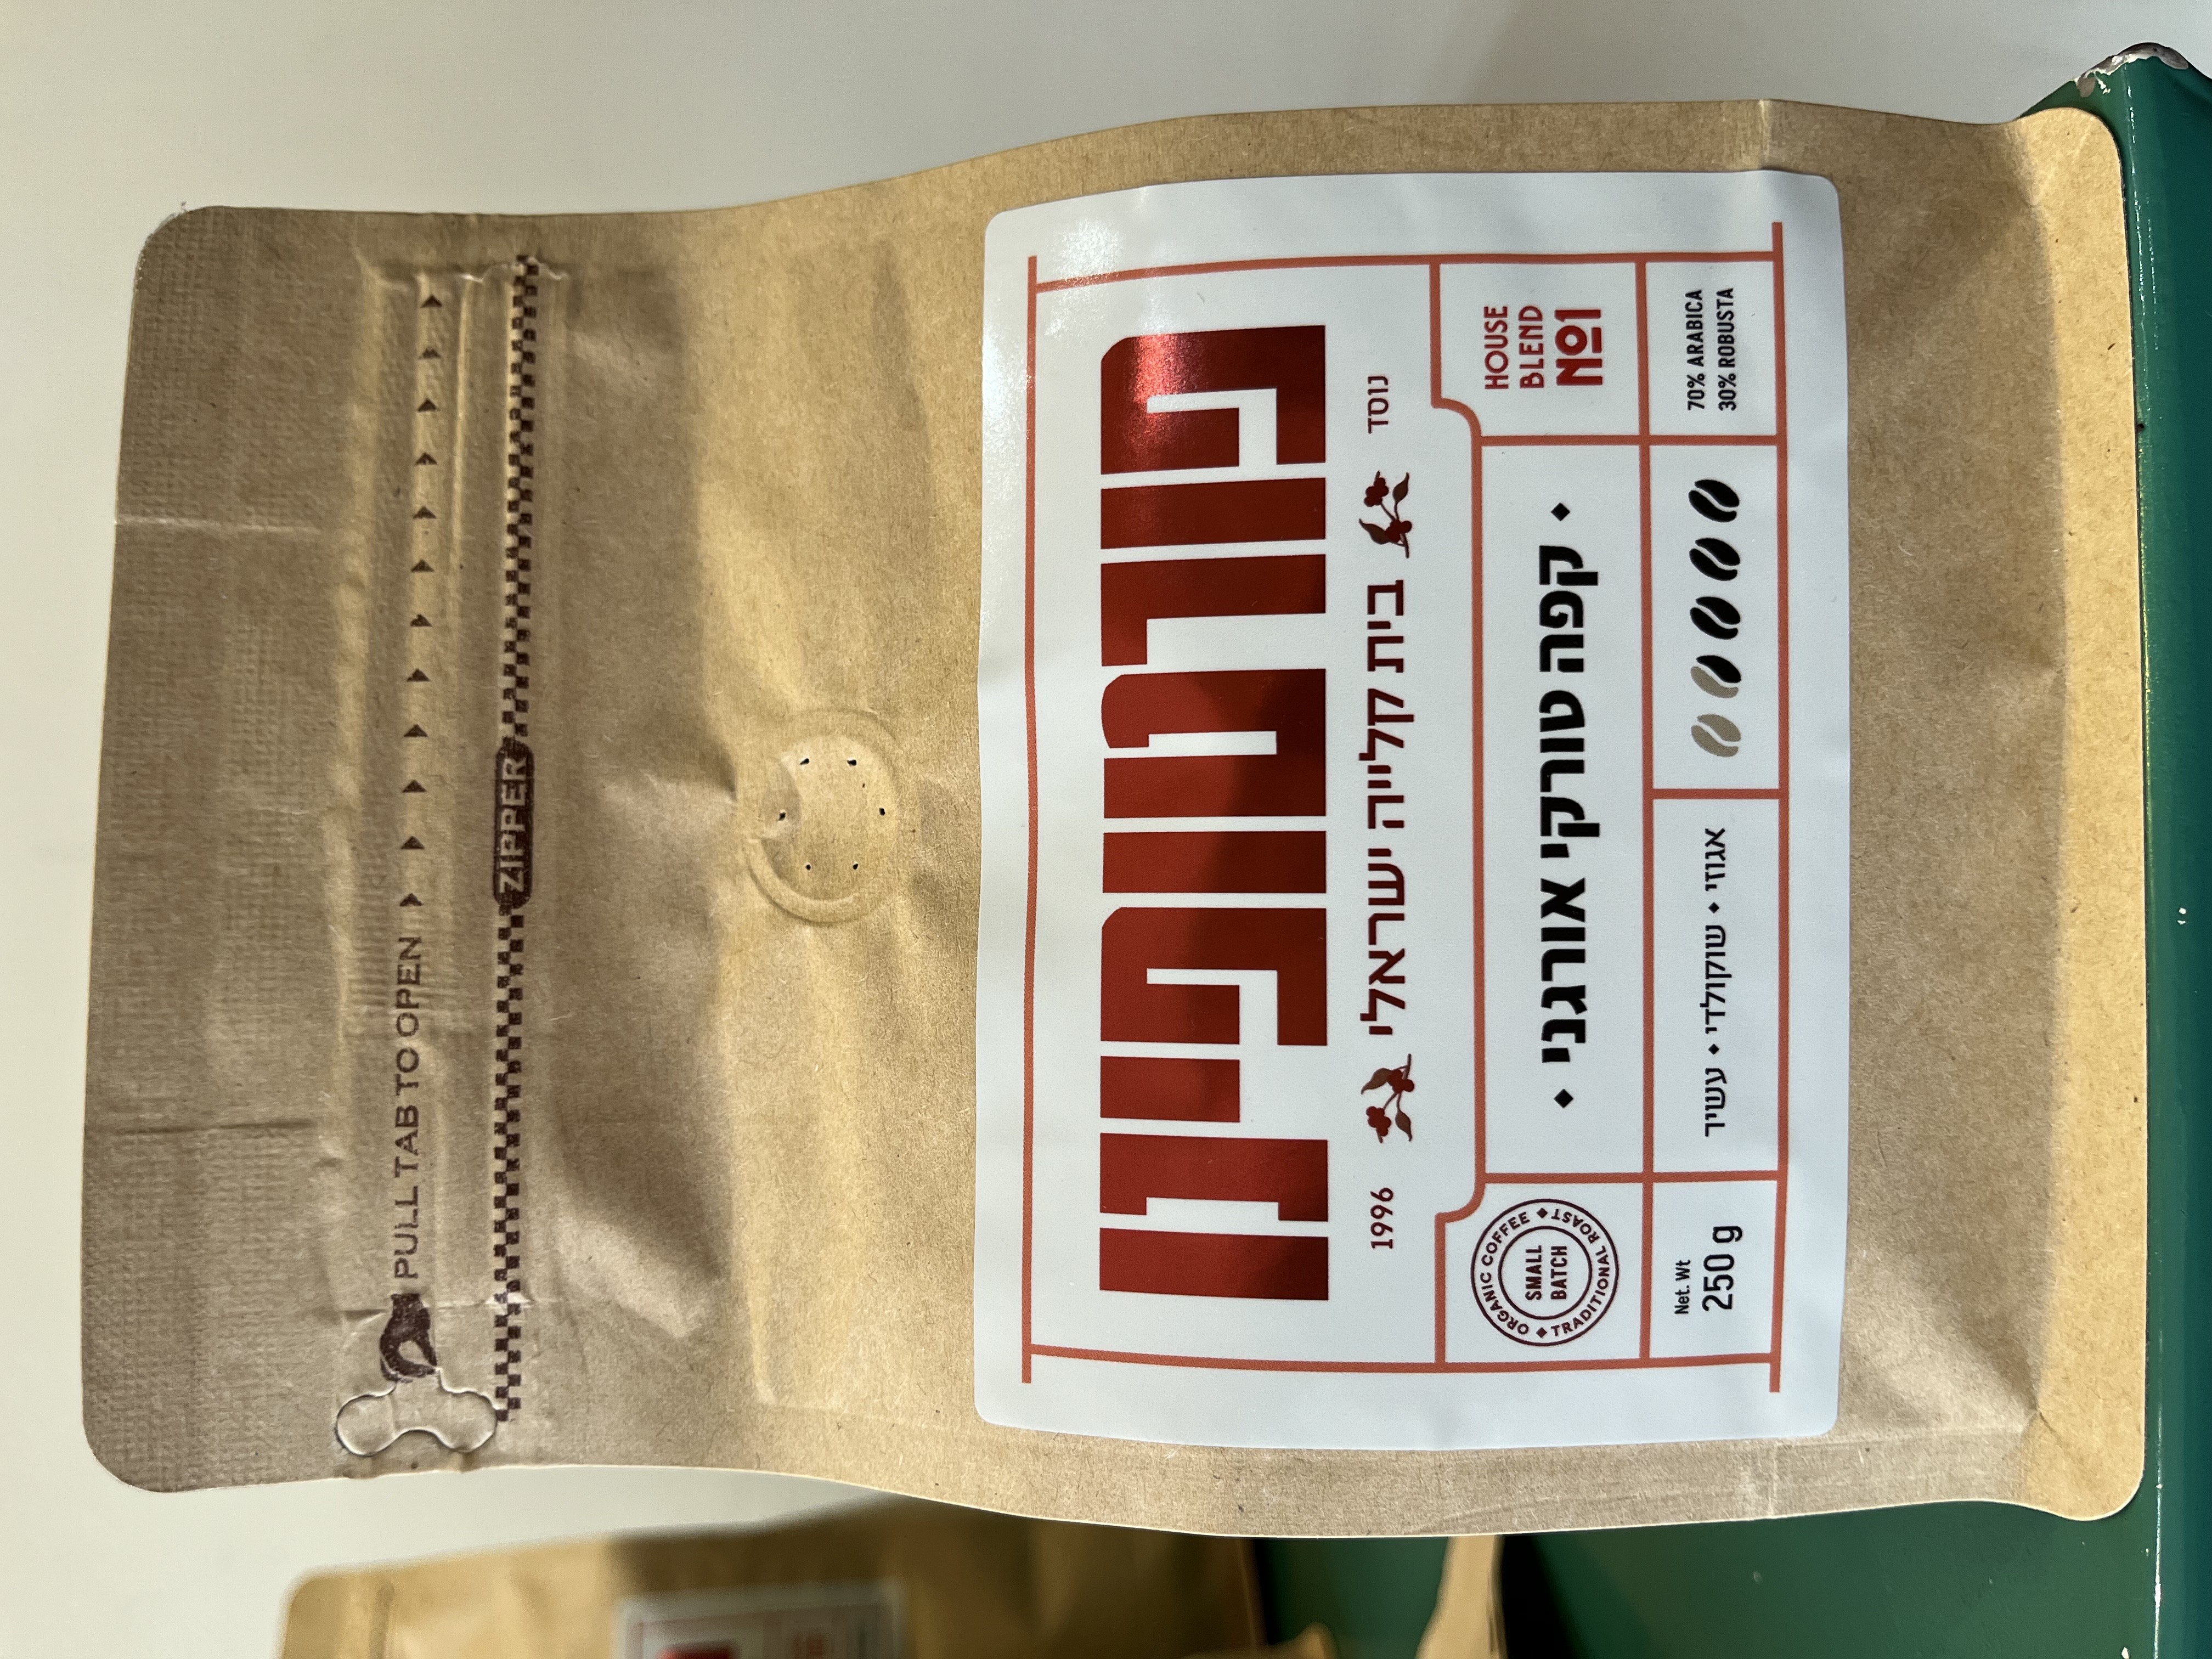 פורטופינו
נוסד בית קלייה ישראלי 1996
HOUSE
BLEND
№1
קפה טורקי אורגני
ORGANIC COFFEE
TRADITIONAL ROAST
SMALL
BATCH
70% ARABICA
30% ROBUSTA
אגוזי • שוקולדי • עשיר
Net. Wt
250 g
PULL TAB TO OPEN
ZIPPER